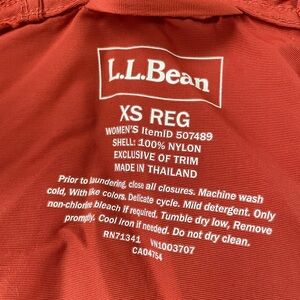 L.L.Bean
XS REG
WOMEN'S ItemID 507489
SHELL: 100% NYLON
EXCLUSIVE OF TRIM
MADE IN THAILAND
Prior to laundering, close all closures. Machine wash
cold, With like colors. Delicate cycle. Mild detergent. Only
non-chlorine bleach if required. Tumble dry low, Remove
promptly. Cool iron if needed. Do not dry clean.
RN71341 VN1003707
CA04754